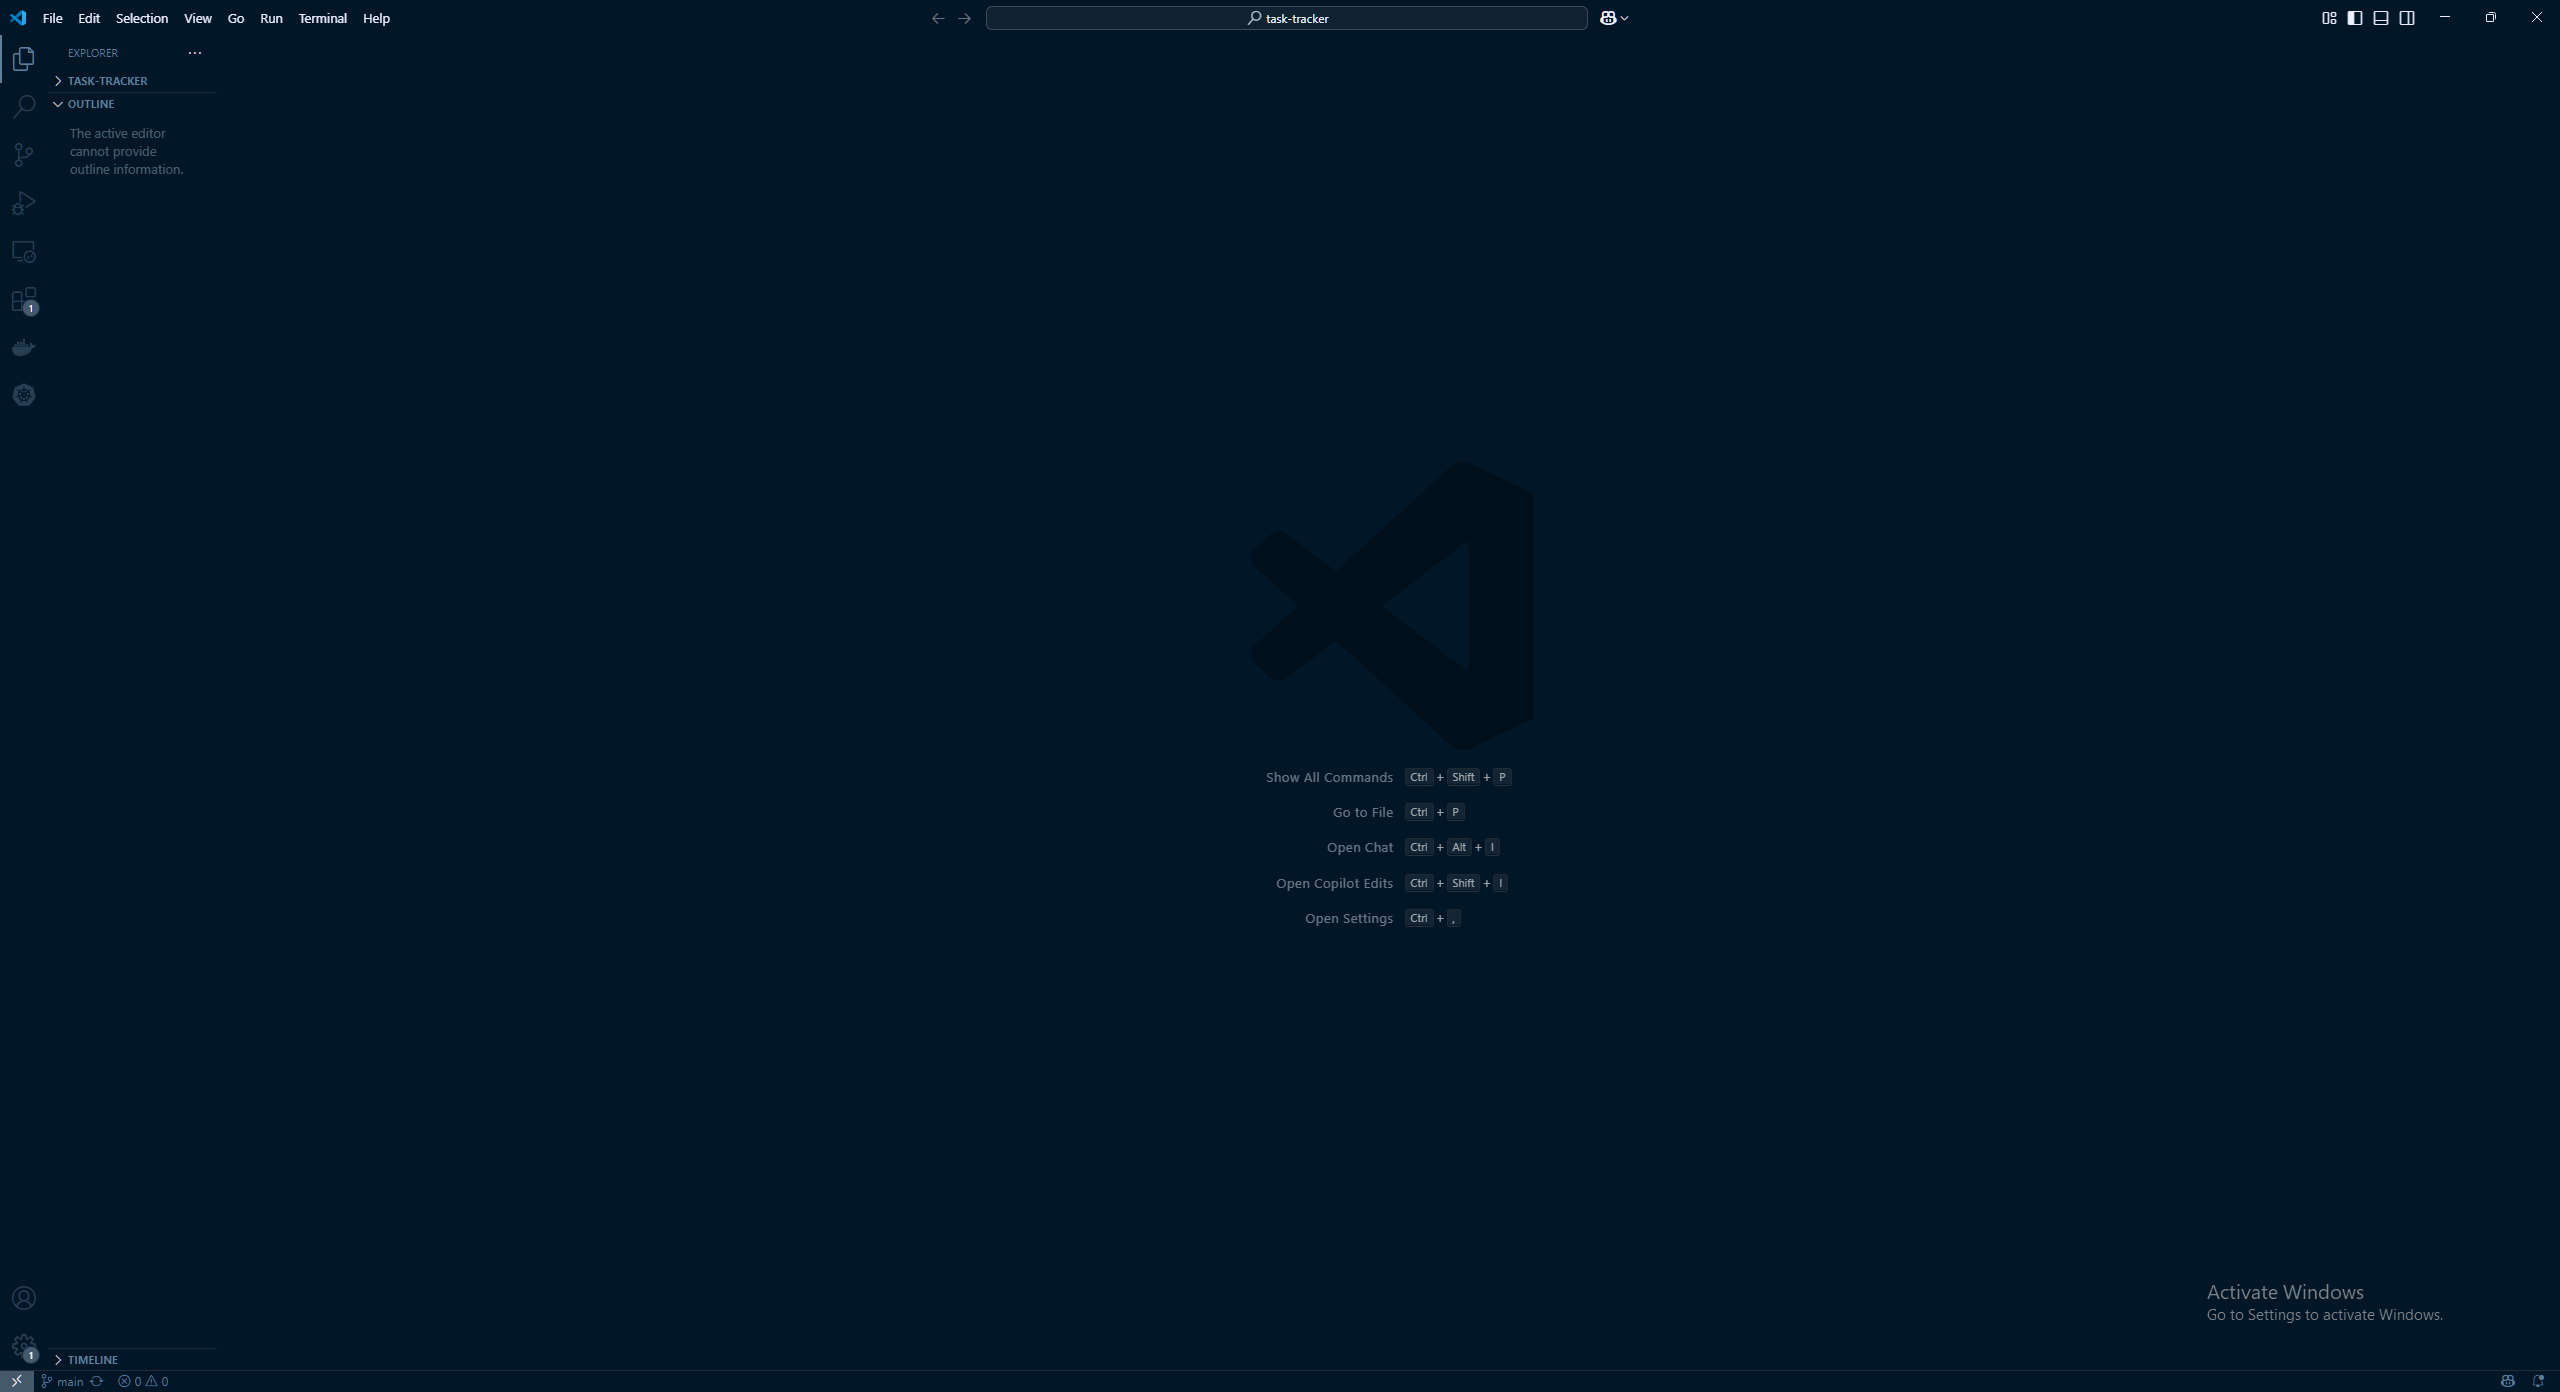 File Edit Selection View Go Run Terminal Help
task-tracker
EXPLORER
TASK-TRACKER
OUTLINE
The active editor
cannot provide
outline information.
1
Show All Commands Ctrl + Shift + P
Go to File Ctrl + P
Open Chat Ctrl + Alt + I
Open Copilot Edits Ctrl + Shift + I
Open Settings Ctrl + ,
Activate Windows
Go to Settings to activate Windows.
1
TIMELINE
main 0 0